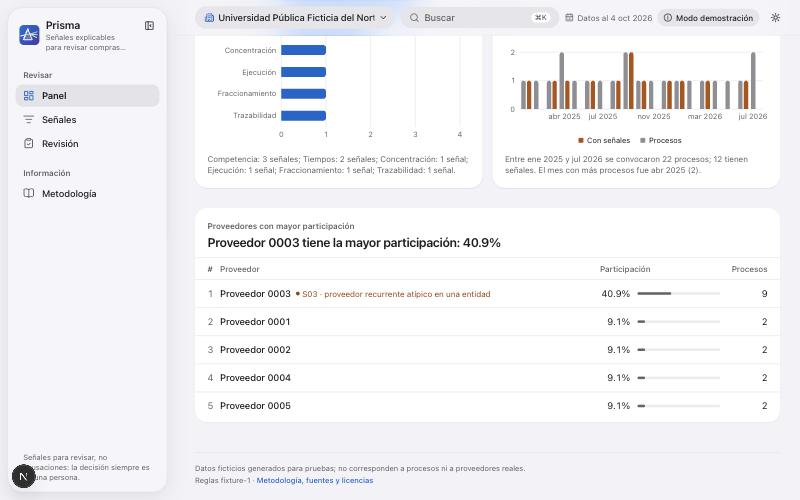 Prisma
Señales explicables
para revisar compras...
Revisar
Panel
Señales
Revisión
Información
Metodología
Señales para revisar, no
usaciones: la decisión siempre es
una persona.
N
Universidad Pública Ficticia del Nort
Buscar
⌘K
Datos al 4 oct 2026
Modo demostración
Concentración
Ejecución
Fraccionamiento
Trazabilidad
0 1 2 3 4
Competencia: 3 señales; Tiempos: 2 señales; Concentración: 1 señal;
Ejecución: 1 señal; Fraccionamiento: 1 señal; Trazabilidad: 1 señal.
2
1
0
abr 2025 jul 2025 nov 2025 mar 2026 jul 2026
Con señales Procesos
Entre ene 2025 y jul 2026 se convocaron 22 procesos; 12 tienen
señales. El mes con más procesos fue abr 2025 (2).
Proveedores con mayor participación
Proveedor 0003 tiene la mayor participación: 40.9%
# Proveedor Participación Procesos
1 Proveedor 0003 S03 · proveedor recurrente atípico en una entidad 40.9% 9
2 Proveedor 0001 9.1% 2
3 Proveedor 0002 9.1% 2
4 Proveedor 0004 9.1% 2
5 Proveedor 0005 9.1% 2
Datos ficticios generados para pruebas; no corresponden a procesos ni a proveedores reales.
Reglas fixture-1 · Metodología, fuentes y licencias